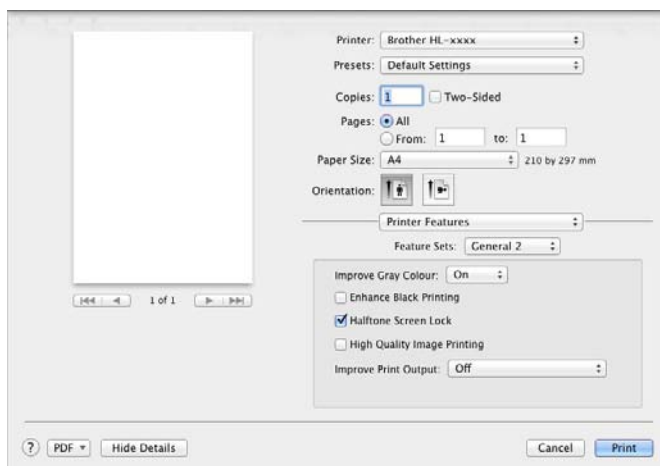 Printer: Brother HL-xxxx
Presets: Default Settings
Copies: 1 Two-Sided
Pages: All
From: 1 to: 1
Paper Size: A4 210 by 297 mm
Orientation:
Printer Features
Feature Sets: General 2
Improve Gray Colour: On
Enhance Black Printing
Halftone Screen Lock
High Quality Image Printing
Improve Print Output: Off
1 of 1
? PDF Hide Details Cancel Print